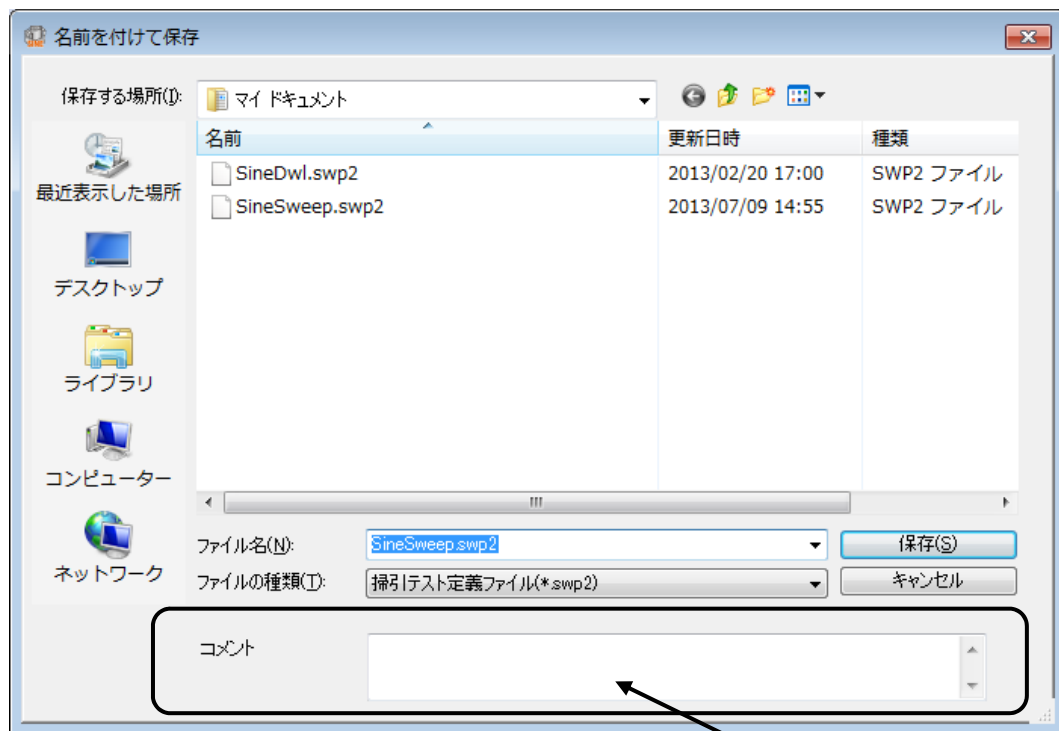 名前を付けて保存
保存する場所(I): マイ ドキュメント
名前 更新日時 種類
SineDwl.swp2 2013/02/20 17:00 SWP2 ファイル
SineSweep.swp2 2013/07/09 14:55 SWP2 ファイル
最近表示した場所
デスクトップ
ライブラリ
コンピューター
ネットワーク
ファイル名(N): SineSweep.swp2 保存(S)
ファイルの種類(T): 掃引テスト定義ファイル(*.swp2) キャンセル
コメント